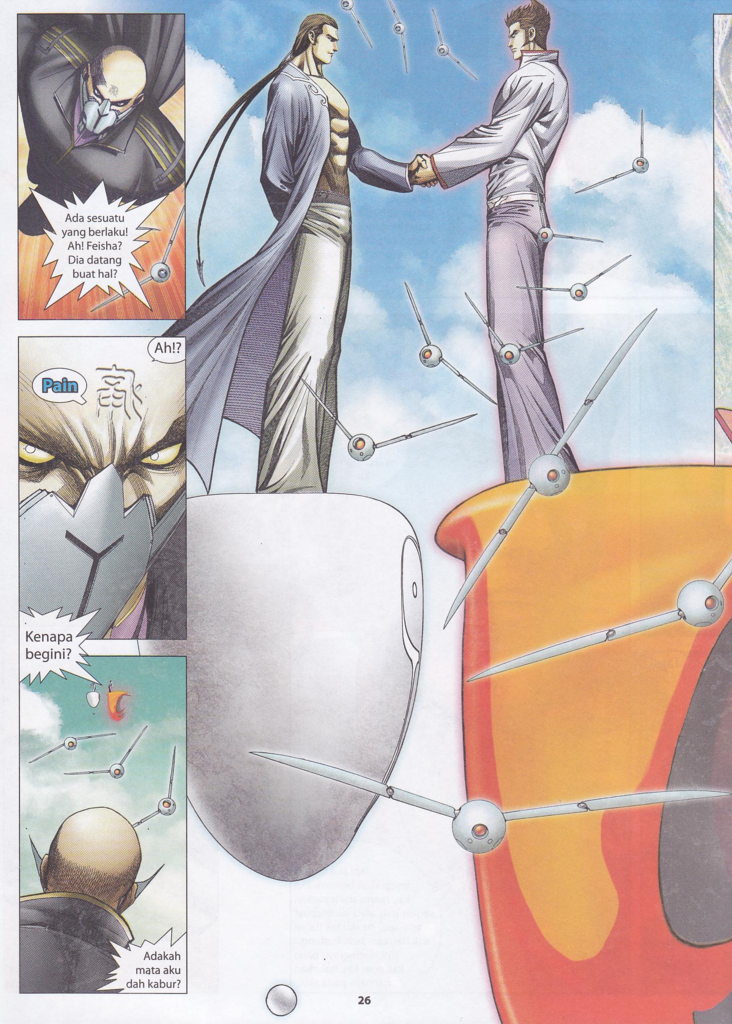 Ada sesuatu
yang berlaku!
Ah! Feisha?
Dia datang
buat hal?
Ah!?
Pain
Kenapa
begini?
Adakah
mata aku
dah kabur?
26